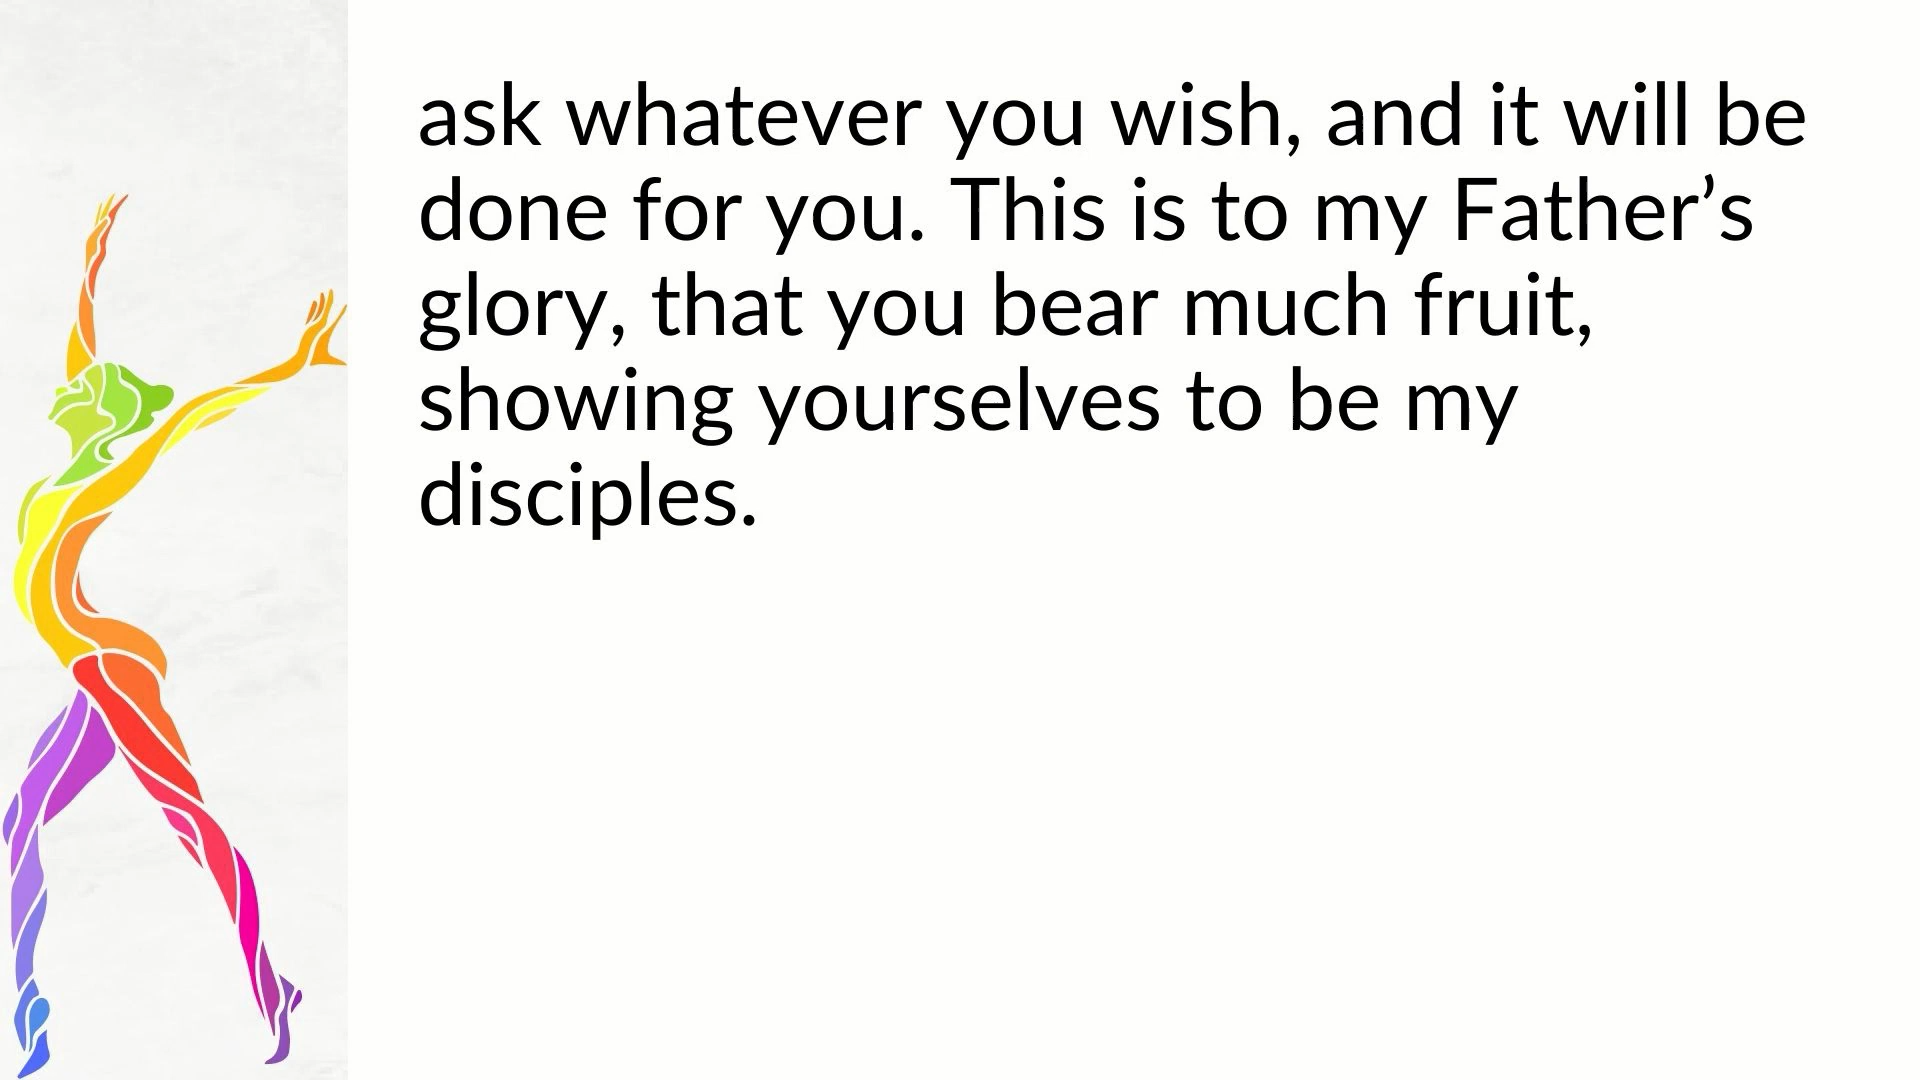 ask whatever you wish, and it will be
done for you. This is to my Father’s
glory, that you bear much fruit,
showing yourselves to be my
disciples.